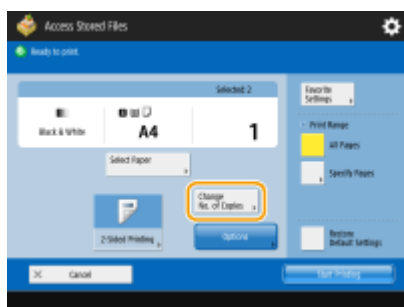 Access Stored Files
Ready to print.
Selected: 2
Black & White
A4
1
Select Paper
Change
No. of Copies
2-Sided Printing
Options
Favorite
Settings
Print Range
All Pages
Specify Pages
Restore
Default Settings
Cancel
Start Printing